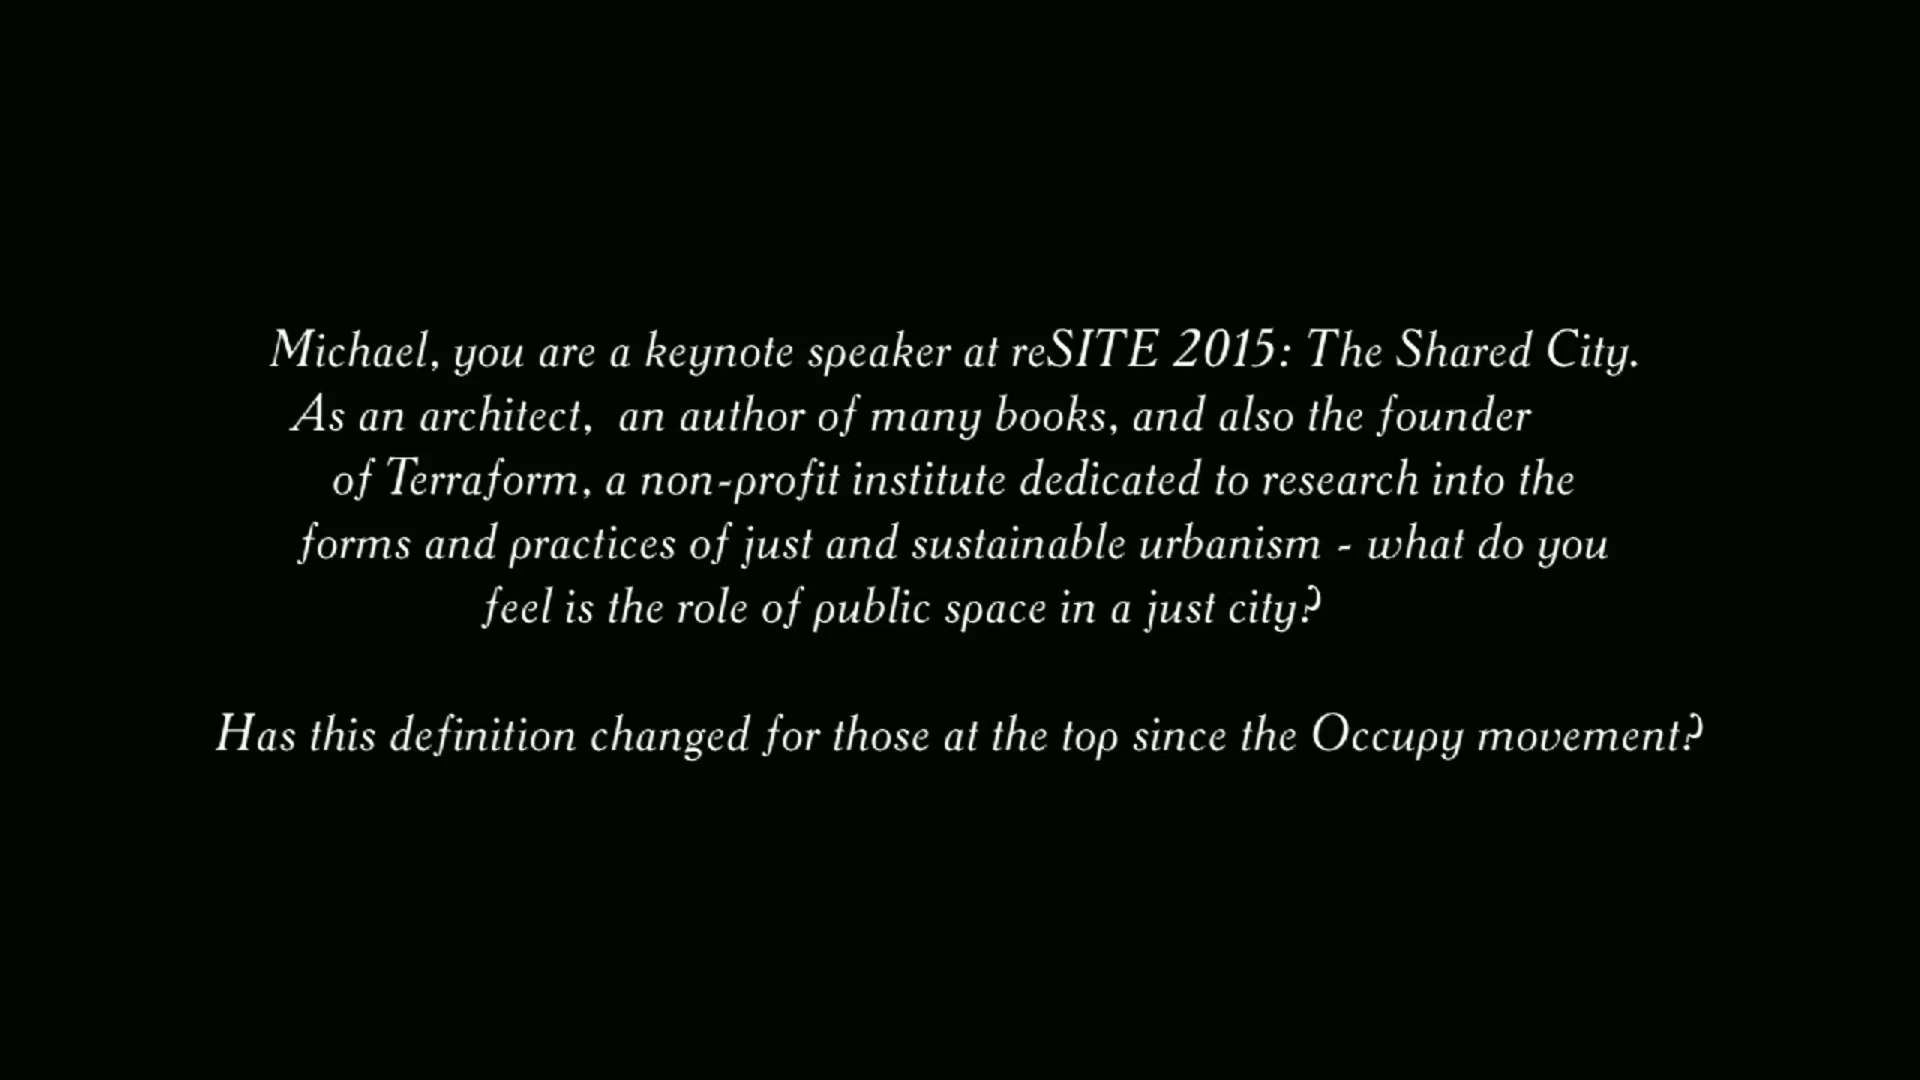 Michael, you are a keynote speaker at reSITE 2015: The Shared City.
As an architect,  an author of many books, and also the founder
of Terraform, a non-profit institute dedicated to research into the
forms and practices of just and sustainable urbanism - what do you
feel is the role of public space in a just city?
Has this definition changed for those at the top since the Occupy movement?